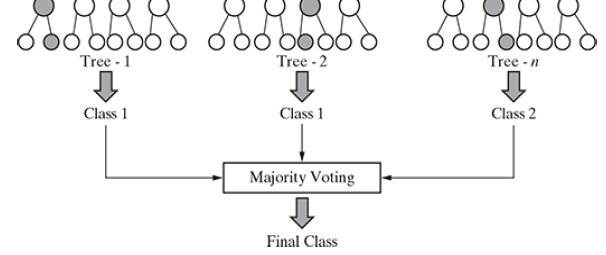 Tree - 1
Tree - 2
Tree - n
Class 1
Class 1
Class 2
Majority Voting
Final Class